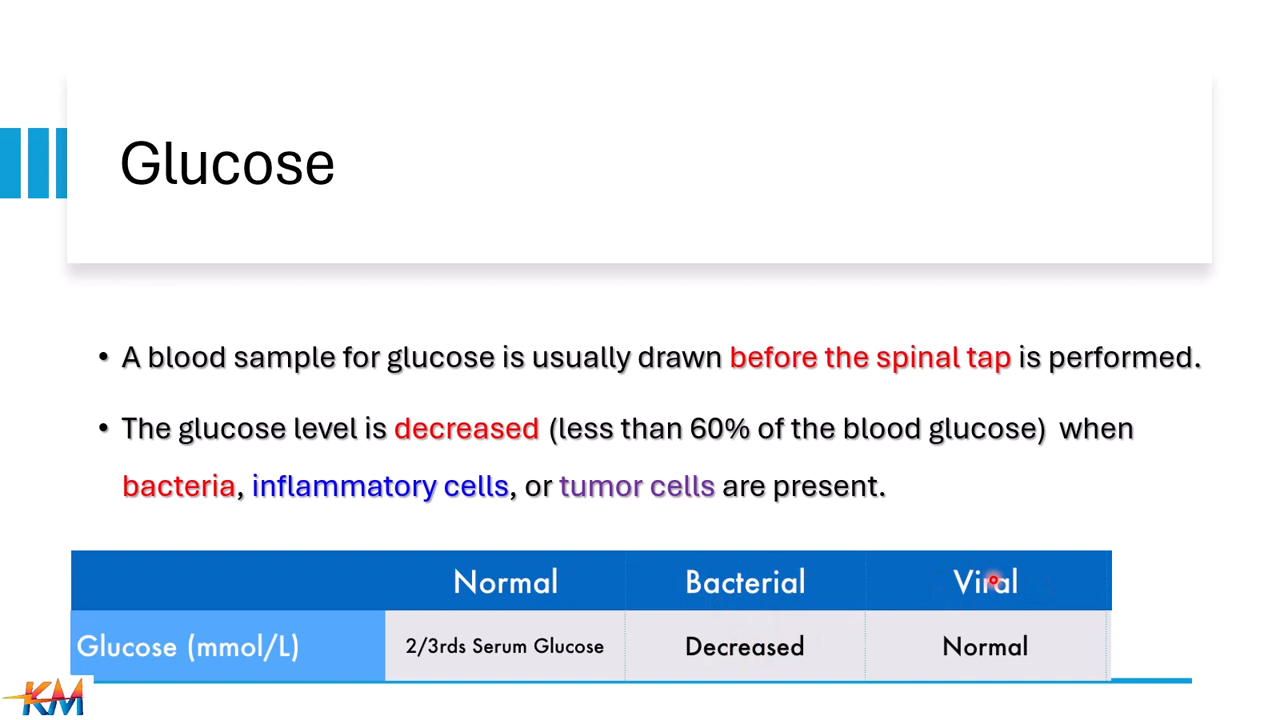 Glucose
• A blood sample for glucose is usually drawn before the spinal tap is performed.
• The glucose level is decreased (less than 60% of the blood glucose) when
bacteria, inflammatory cells, or tumor cells are present.
Normal Bacterial Viral
Glucose (mmol/L) 2/3rds Serum Glucose Decreased Normal
KM